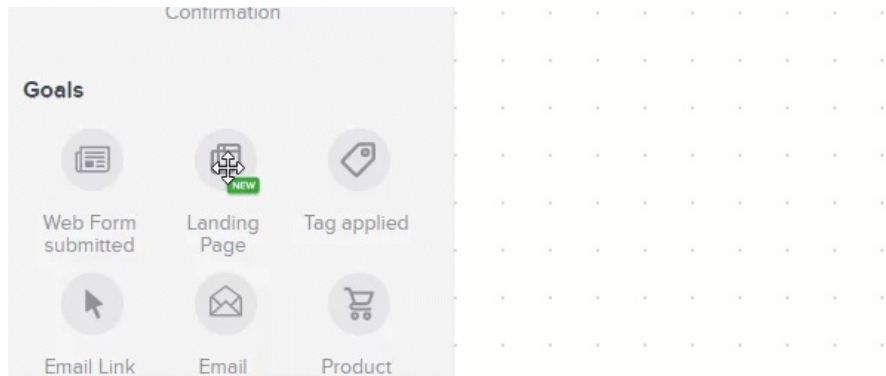 Confirmation
Goals
NEW
Web Form
submitted
Landing
Page
Tag applied
Email Link
Email
Product